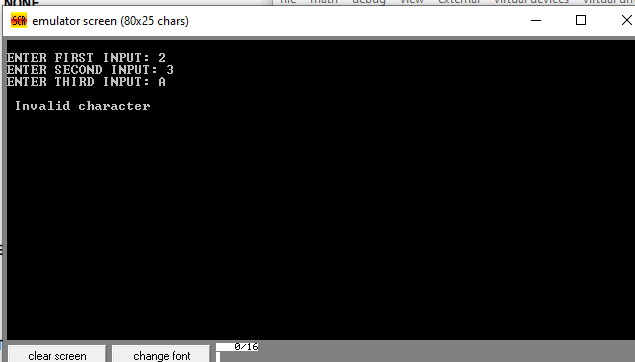 NONE
file math debug view external virtual devices virtual
SCR emulator screen (80x25 chars)
ENTER FIRST INPUT: 2
ENTER SECOND INPUT: 3
ENTER THIRD INPUT: A
Invalid character
clear screen change font 0/16